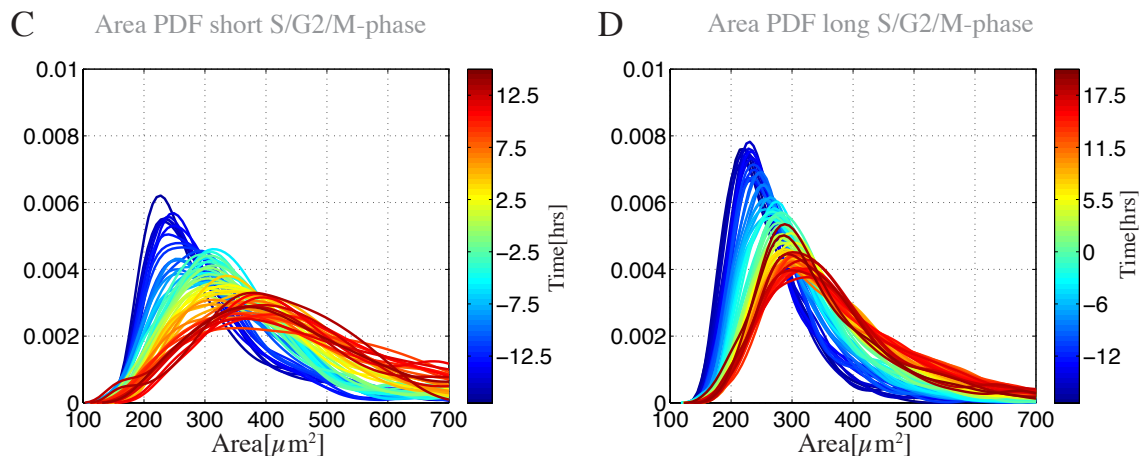 C
Area PDF short S/G2/M-phase
0.01
0.008
0.006
0.004
0.002
0
100 200 300 400 500 600 700
Area[µm²]
12.5
7.5
2.5
−2.5
−7.5
−12.5
Time[hrs]
D
Area PDF long S/G2/M-phase
0.01
0.008
0.006
0.004
0.002
0
100 200 300 400 500 600 700
Area[µm²]
17.5
11.5
5.5
0
−6
−12
Time[hrs]